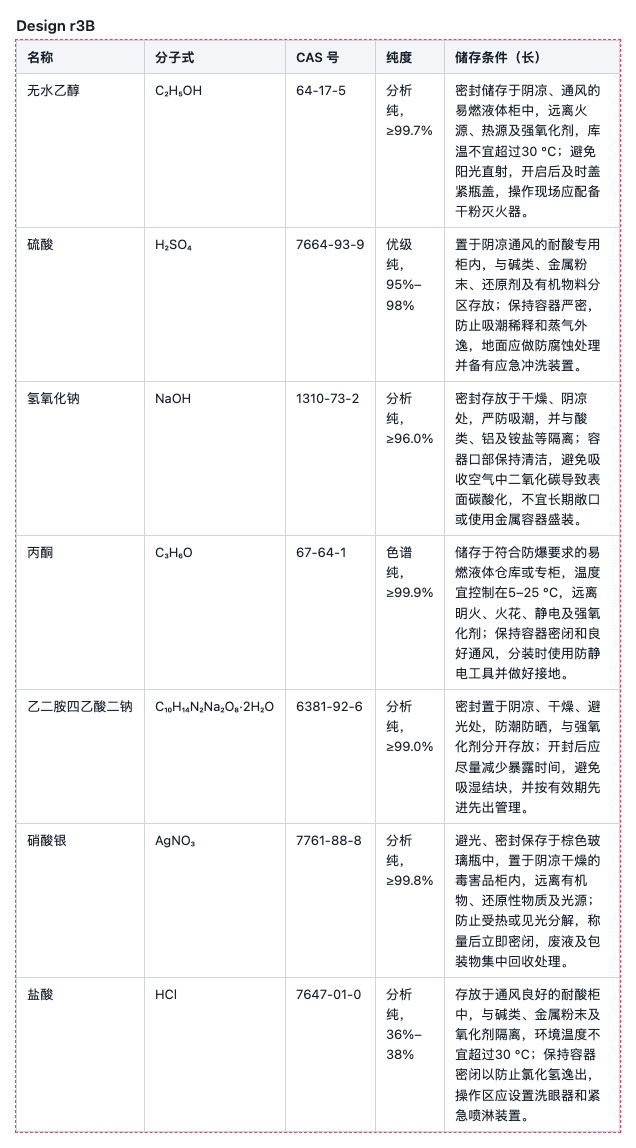 Design r3B
名称 分子式 CAS 号 纯度 储存条件（长）
无水乙醇 C₂H₅OH 64-17-5 分析 密封储存于阴凉、通风的
纯， 易燃液体柜中，远离火
≥99.7% 源、热源及强氧化剂，库
温不宜超过30 °C；避免
阳光直射，开启后及时盖
紧瓶盖，操作现场应配备
干粉灭火器。
硫酸 H₂SO₄ 7664-93-9 优级 置于阴凉通风的耐酸专用
纯， 柜内，与碱类、金属粉
95%– 末、还原剂及有机物料分
98% 区存放；保持容器严密，
防止吸潮稀释和蒸气外
逸，地面应做防腐蚀处理
并备有应急冲洗装置。
氢氧化钠 NaOH 1310-73-2 分析 密封存放于干燥、阴凉
纯， 处，严防吸潮，并与酸
≥96.0% 类、铝及铵盐等隔离；容
器口部保持清洁，避免吸
收空气中二氧化碳导致表
面碳酸化，不宜长期敞口
或使用金属容器盛装。
丙酮 C₃H₆O 67-64-1 色谱 储存于符合防爆要求的易
纯， 燃液体仓库或专柜，温度
≥99.9% 宜控制在5–25 °C，远离
明火、火花、静电及强氧
化剂；保持容器密闭和良
好通风，分装时使用防静
电工具并做好接地。
乙二胺四乙酸二钠 C₁₀H₁₄N₂Na₂O₈·2H₂O 6381-92-6 分析 密封置于阴凉、干燥、避
纯， 光处，防潮防晒，与强氧
≥99.0% 化剂分开存放；开封后应
尽量减少暴露时间，避免
吸湿结块，并按有效期先
进先出管理。
硝酸银 AgNO₃ 7761-88-8 分析 避光、密封保存于棕色玻
纯， 璃瓶中，置于阴凉干燥的
≥99.8% 毒害品柜内，远离有机
物、还原性物质及光源；
防止受热或见光分解，称
量后立即密闭，废液及包
装物集中回收处理。
盐酸 HCl 7647-01-0 分析 存放于通风良好的耐酸柜
纯， 中，与碱类、金属粉末及
36%– 氧化剂隔离，环境温度不
38% 宜超过30 °C；保持容器
密闭以防止氯化氢逸出，
操作区应设置洗眼器和紧
急喷淋装置。